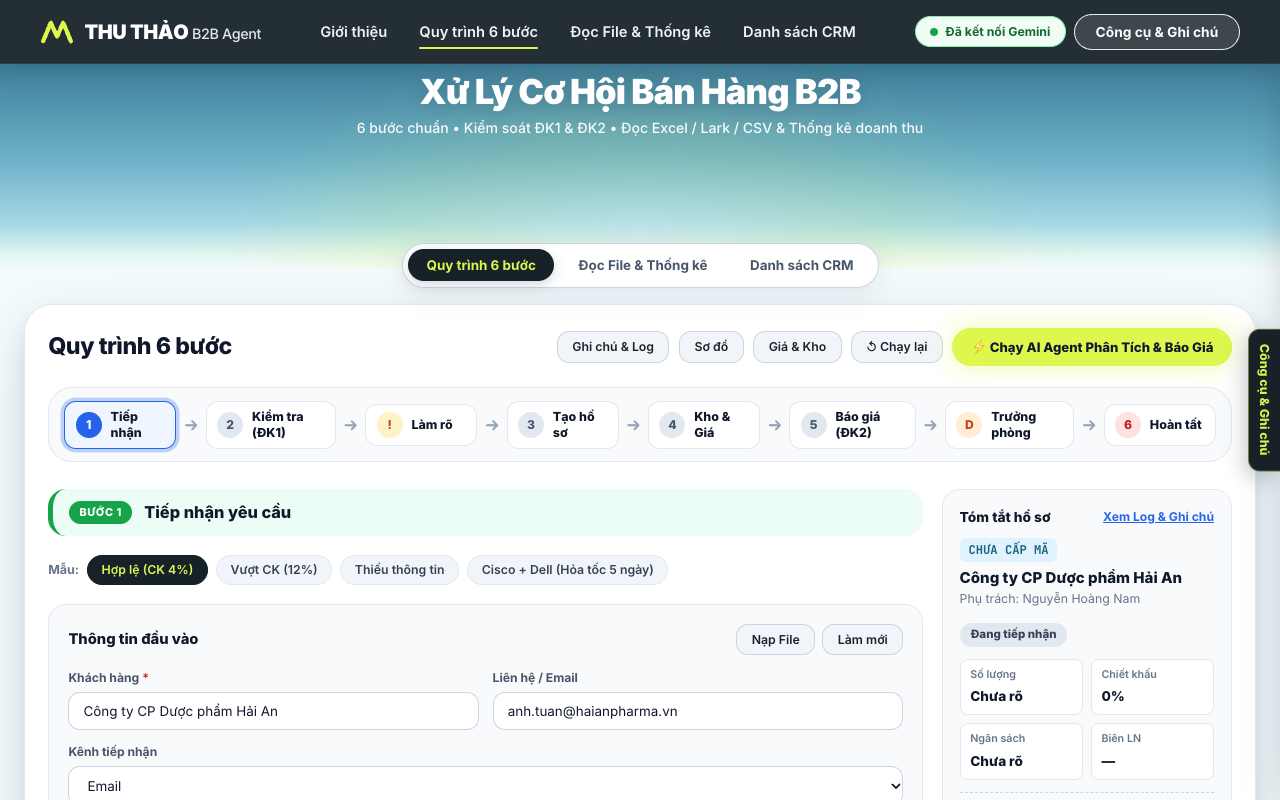 THU THẢO B2B Agent
Giới thiệu
Quy trình 6 bước
Đọc File & Thống kê
Danh sách CRM
Đã kết nối Gemini
Công cụ & Ghi chú
Xử Lý Cơ Hội Bán Hàng B2B
6 bước chuẩn • Kiểm soát ĐK1 & ĐK2 • Đọc Excel / Lark / CSV & Thống kê doanh thu
Quy trình 6 bước
Đọc File & Thống kê
Danh sách CRM
Quy trình 6 bước
Ghi chú & Log
Sơ đồ
Giá & Kho
↺ Chạy lại
⚡ Chạy AI Agent Phân Tích & Báo Giá
1 Tiếp nhận
→
2 Kiểm tra (ĐK1)
→
! Làm rõ
→
3 Tạo hồ sơ
→
4 Kho & Giá
→
5 Báo giá (ĐK2)
→
D Trưởng phòng
→
6 Hoàn tất
Công cụ & Ghi chú
BƯỚC 1 Tiếp nhận yêu cầu
Mẫu:
Hợp lệ (CK 4%)
Vượt CK (12%)
Thiếu thông tin
Cisco + Dell (Hỏa tốc 5 ngày)
Thông tin đầu vào
Nạp File
Làm mới
Khách hàng *
Công ty CP Dược phẩm Hải An
Liên hệ / Email
anh.tuan@haianpharma.vn
Kênh tiếp nhận
Email
Tóm tắt hồ sơ
Xem Log & Ghi chú
CHƯA CẤP MÃ
Công ty CP Dược phẩm Hải An
Phụ trách: Nguyễn Hoàng Nam
Đang tiếp nhận
Số lượng
Chưa rõ
Chiết khấu
0%
Ngân sách
Chưa rõ
Biên LN
—